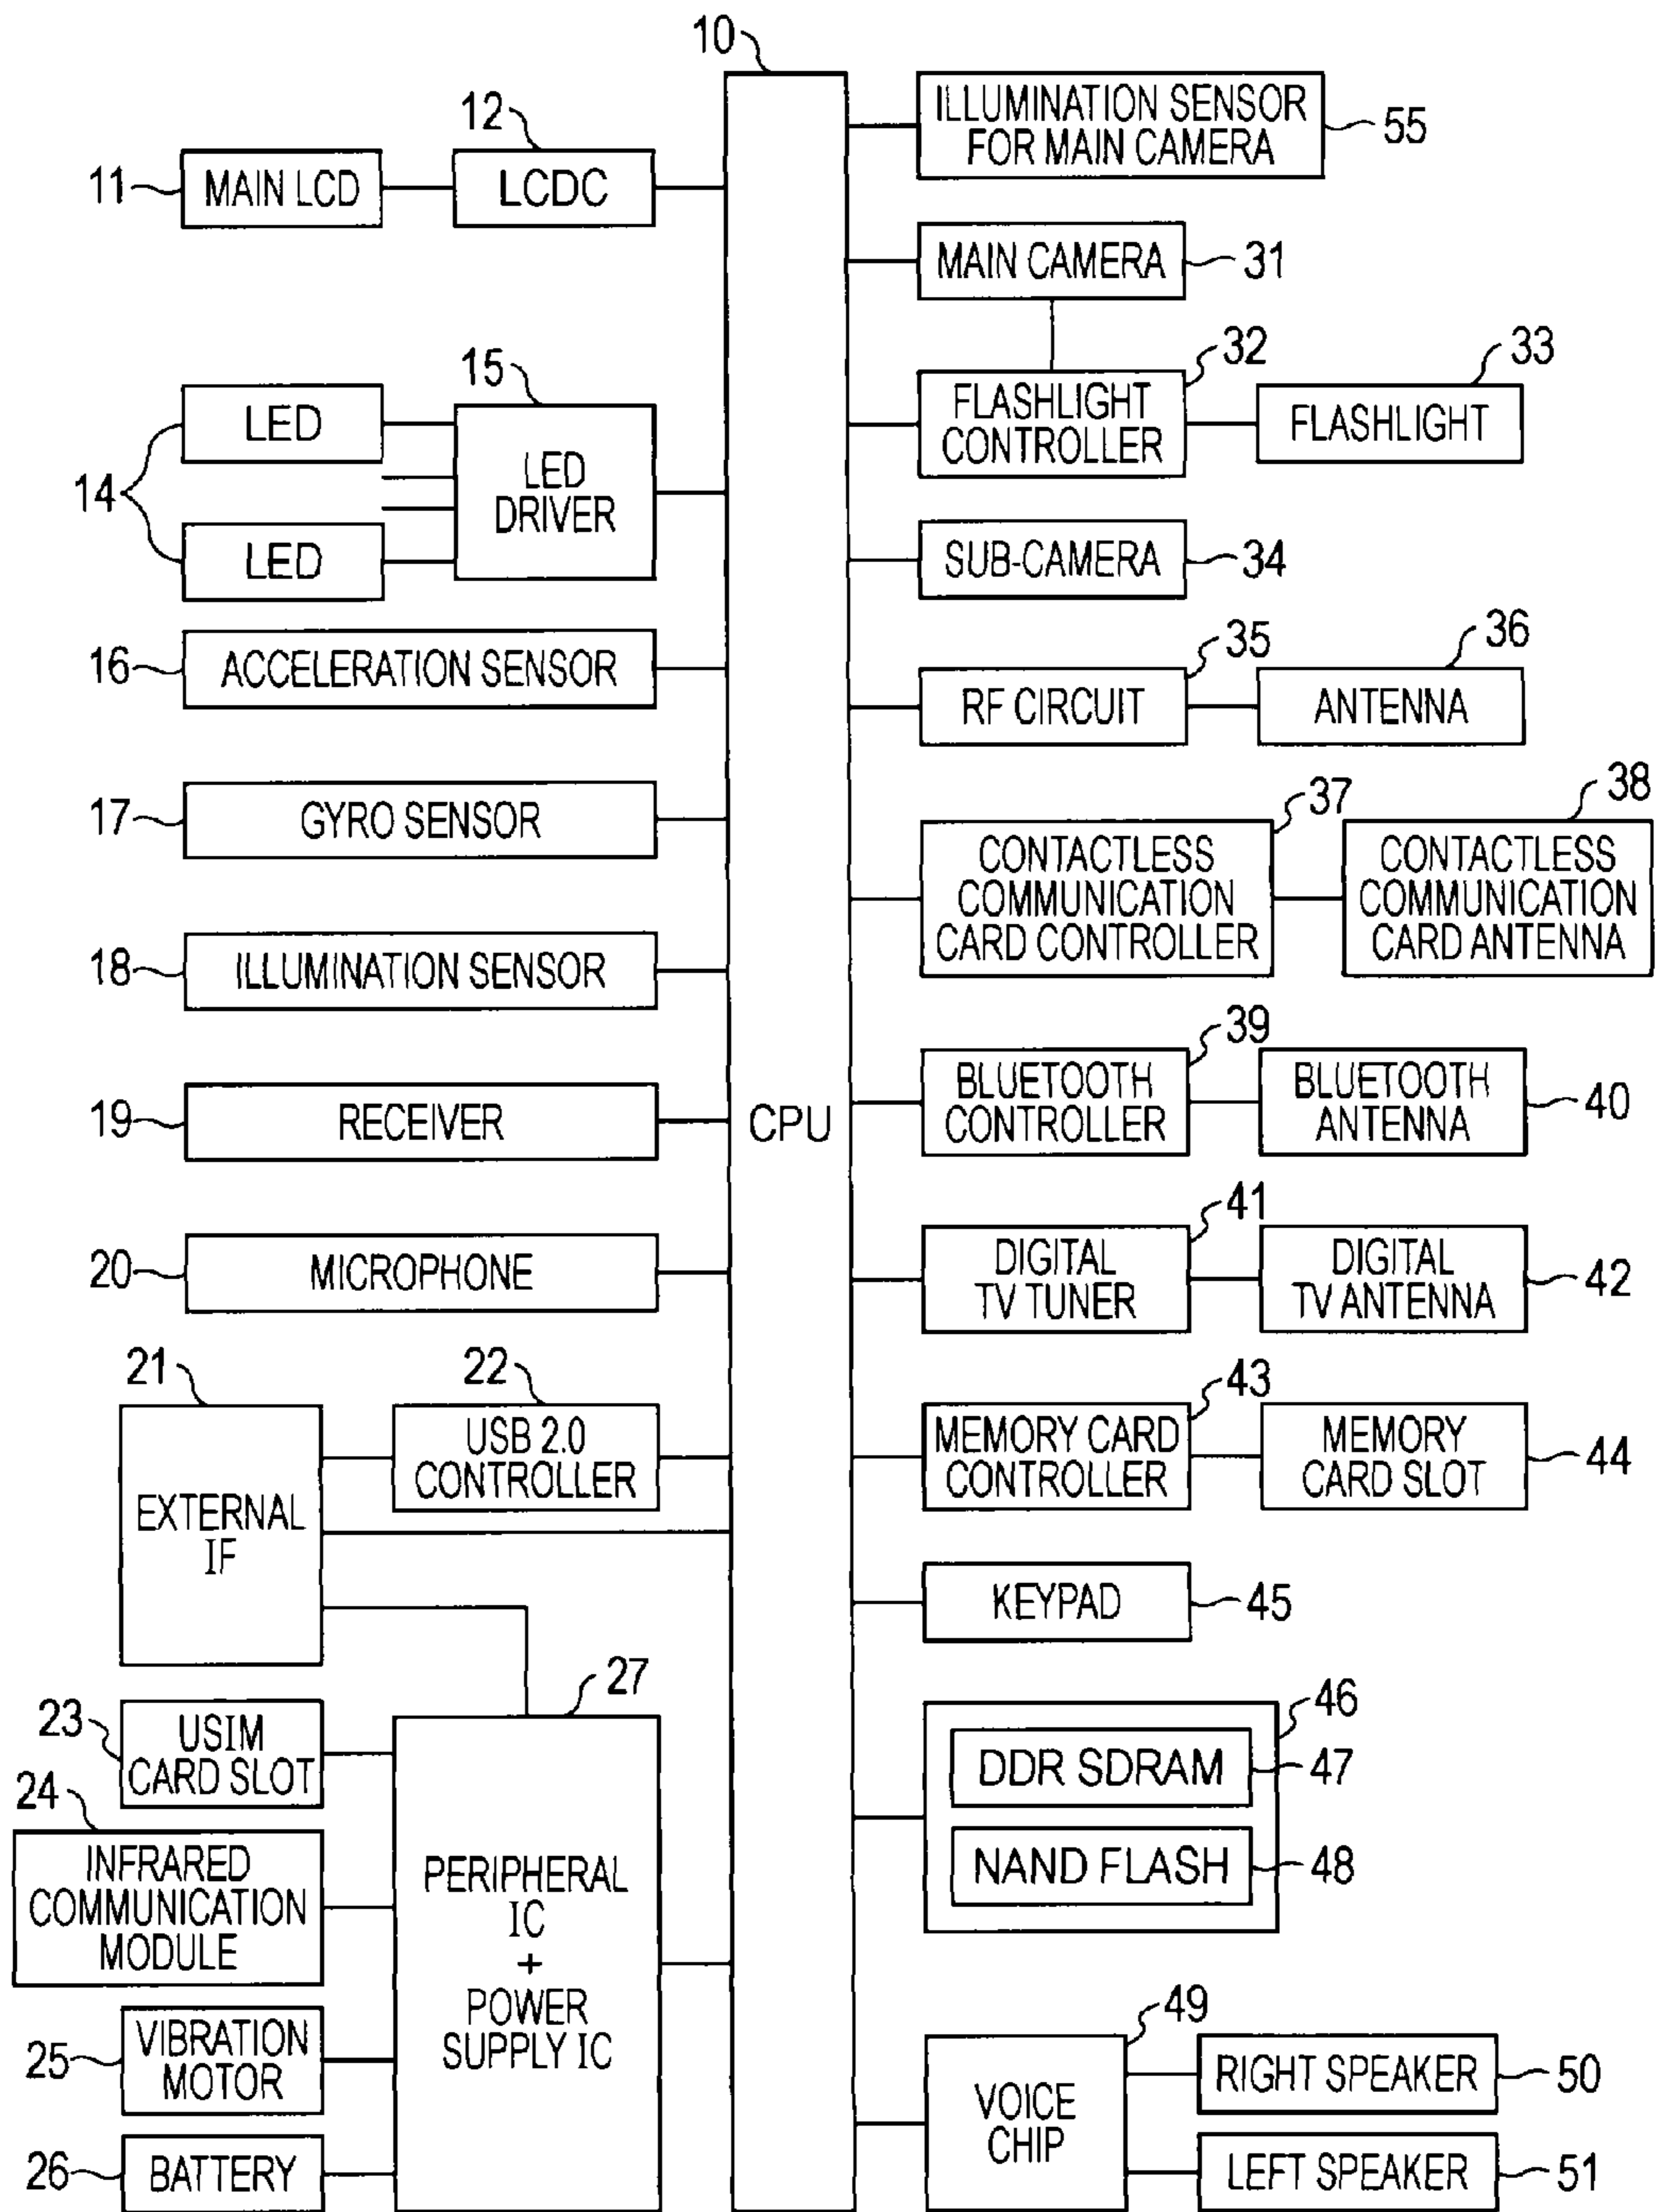 10
ILLUMINATION SENSOR
FOR MAIN CAMERA
55
12
11
MAIN LCD
LCDC
MAIN CAMERA
31
32
33
FLASHLIGHT
CONTROLLER
FLASHLIGHT
15
14
LED
LED
LED
DRIVER
SUB-CAMERA
34
16
ACCELERATION SENSOR
35
36
RF CIRCUIT
ANTENNA
17
GYRO SENSOR
37
38
CONTACTLESS
COMMUNICATION
CARD CONTROLLER
CONTACTLESS
COMMUNICATION
CARD ANTENNA
18
ILLUMINATION SENSOR
39
BLUETOOTH
CONTROLLER
BLUETOOTH
ANTENNA
40
19
RECEIVER
CPU
41
DIGITAL
TV TUNER
DIGITAL
TV ANTENNA
42
20
MICROPHONE
21
22
EXTERNAL
IF
USB 2.0
CONTROLLER
43
MEMORY CARD
CONTROLLER
MEMORY
CARD SLOT
44
KEYPAD
45
27
23
USIM
CARD SLOT
46
DDR SDRAM
47
NAND FLASH
48
24
INFRARED
COMMUNICATION
MODULE
PERIPHERAL
IC
+
POWER
SUPPLY IC
25
VIBRATION
MOTOR
26
BATTERY
49
VOICE
CHIP
RIGHT SPEAKER
50
LEFT SPEAKER
51